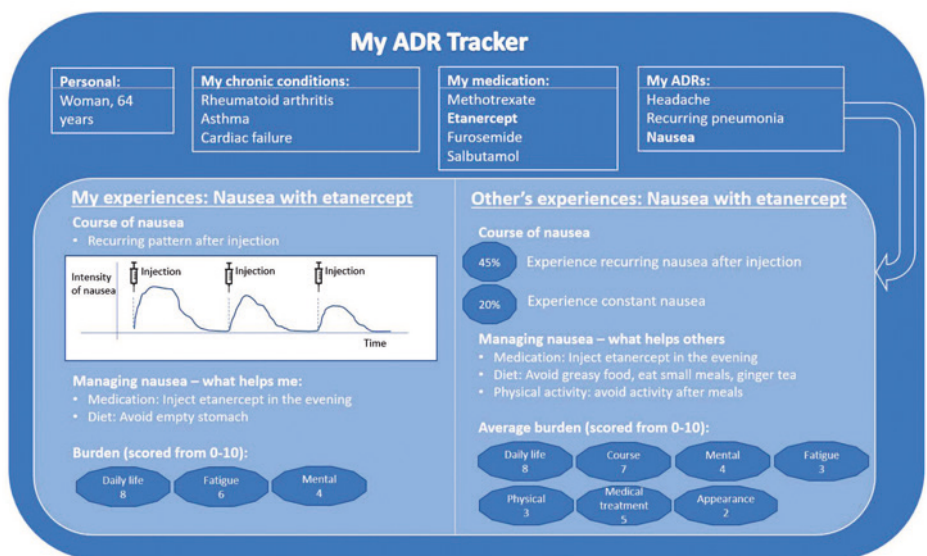 My ADR Tracker
Personal:
Woman, 64
years
My chronic conditions:
Rheumatoid arthritis
Asthma
Cardiac failure
My medication:
Methotrexate
Etanercept
Furosemide
Salbutamol
My ADRs:
Headache
Recurring pneumonia
Nausea
My experiences: Nausea with etanercept
Course of nausea
• Recurring pattern after injection
Intensity
of nausea
Injection
Injection
Injection
Time
Managing nausea – what helps me:
• Medication: Inject etanercept in the evening
• Diet: Avoid empty stomach
Burden (scored from 0-10):
Daily life
8
Fatigue
6
Mental
4
Other's experiences: Nausea with etanercept
Course of nausea
45%
Experience recurring nausea after injection
20%
Experience constant nausea
Managing nausea – what helps others
• Medication: Inject etanercept in the evening
• Diet: Avoid greasy food, eat small meals, ginger tea
• Physical activity: avoid activity after meals
Average burden (scored from 0-10):
Daily life
8
Course
7
Mental
4
Fatigue
3
Physical
3
Medical
treatment
5
Appearance
2